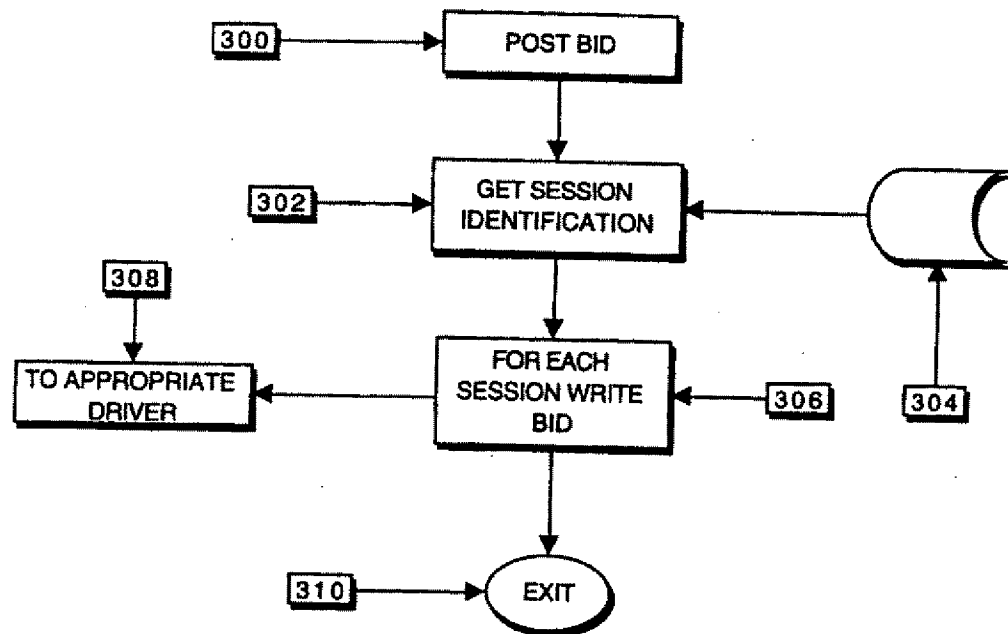 300
POST BID
302
GET SESSION
IDENTIFICATION
308
TO APPROPRIATE
DRIVER
FOR EACH
SESSION WRITE
BID
306
304
310
EXIT